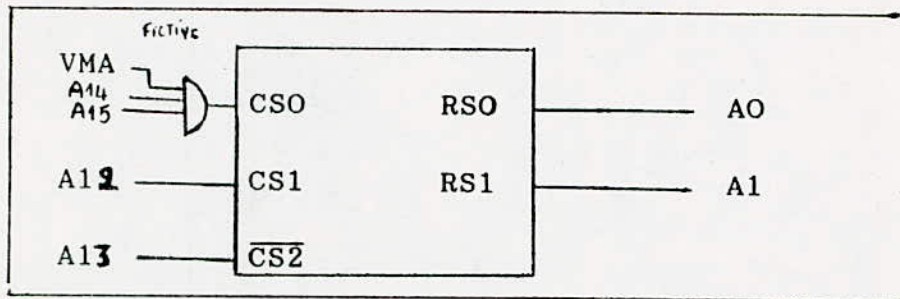 FICTIVE
VMA
A14
A15
CS0
RS0
A0
A12
CS1
RS1
A1
A13
CS2